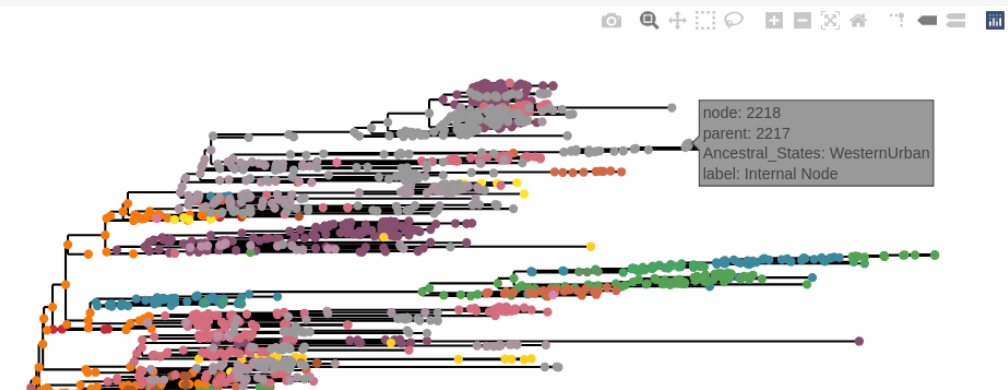 node: 2218
parent: 2217
Ancestral_States: WesternUrban
label: Internal Node